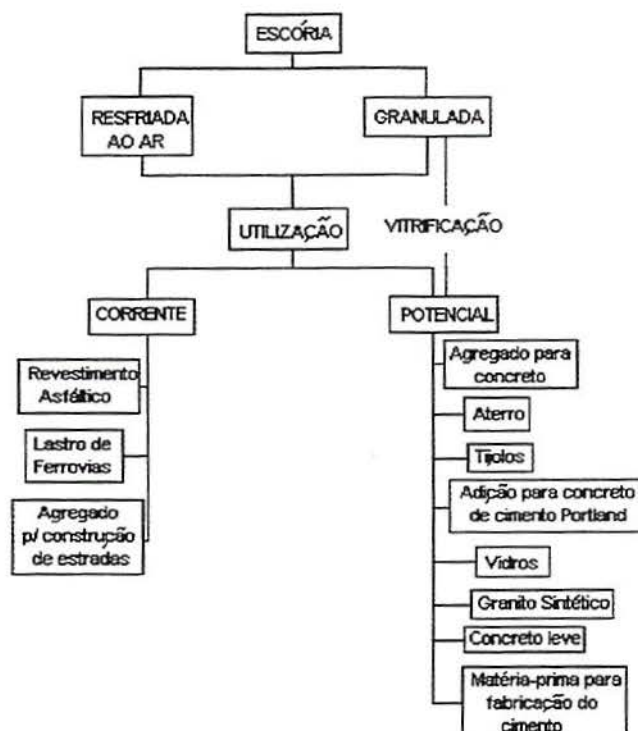 ESCÓRIA
RESFRIADA
AO AR
GRANULADA
UTILIZAÇÃO
VITRIFICAÇÃO
CORRENTE
POTENCIAL
Revestimento
Asfáltico
Lastro de
Ferrovias
Agregado
p/ construção
de estradas
Agregado para
concreto
Aterro
Tijolos
Adição para concreto
de cimento Portland
Vidros
Granito Sintético
Concreto leve
Matéria-prima para
fabricação do
cimento